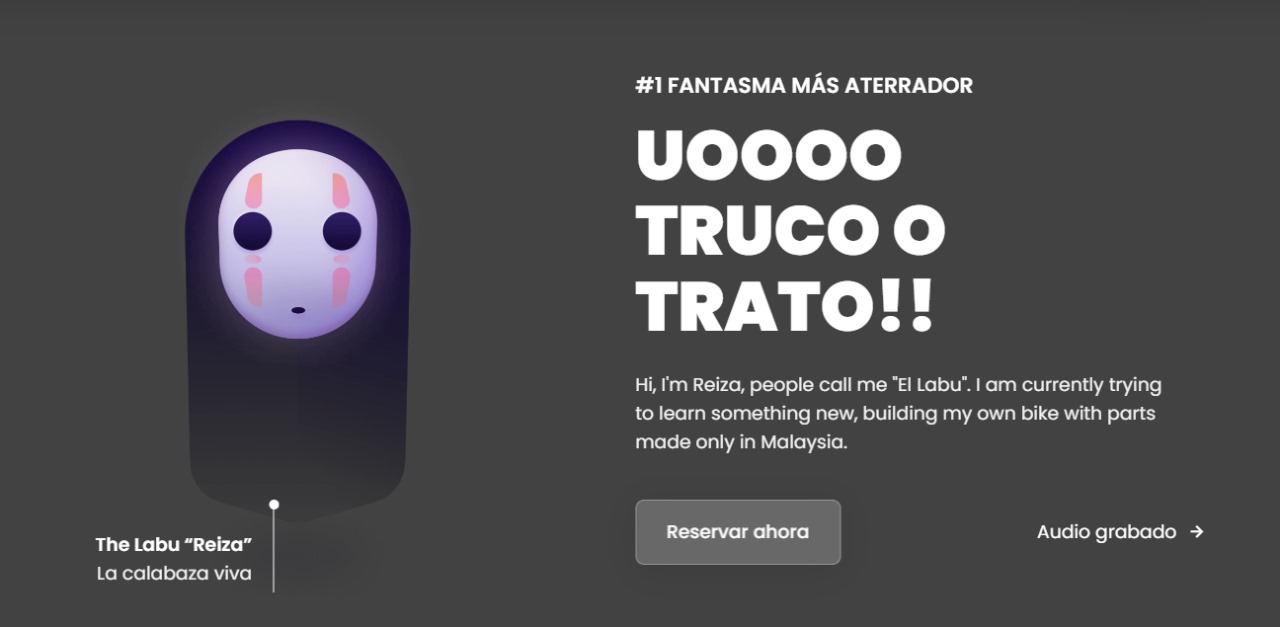 #1 FANTASMA MÁS ATERRADOR
UOOOO
TRUCO O
TRATO!!
Hi, I'm Reiza, people call me "El Labu". I am currently trying
to learn something new, building my own bike with parts
made only in Malaysia.
Reservar ahora
Audio grabado →
The Labu “Reiza”
La calabaza viva